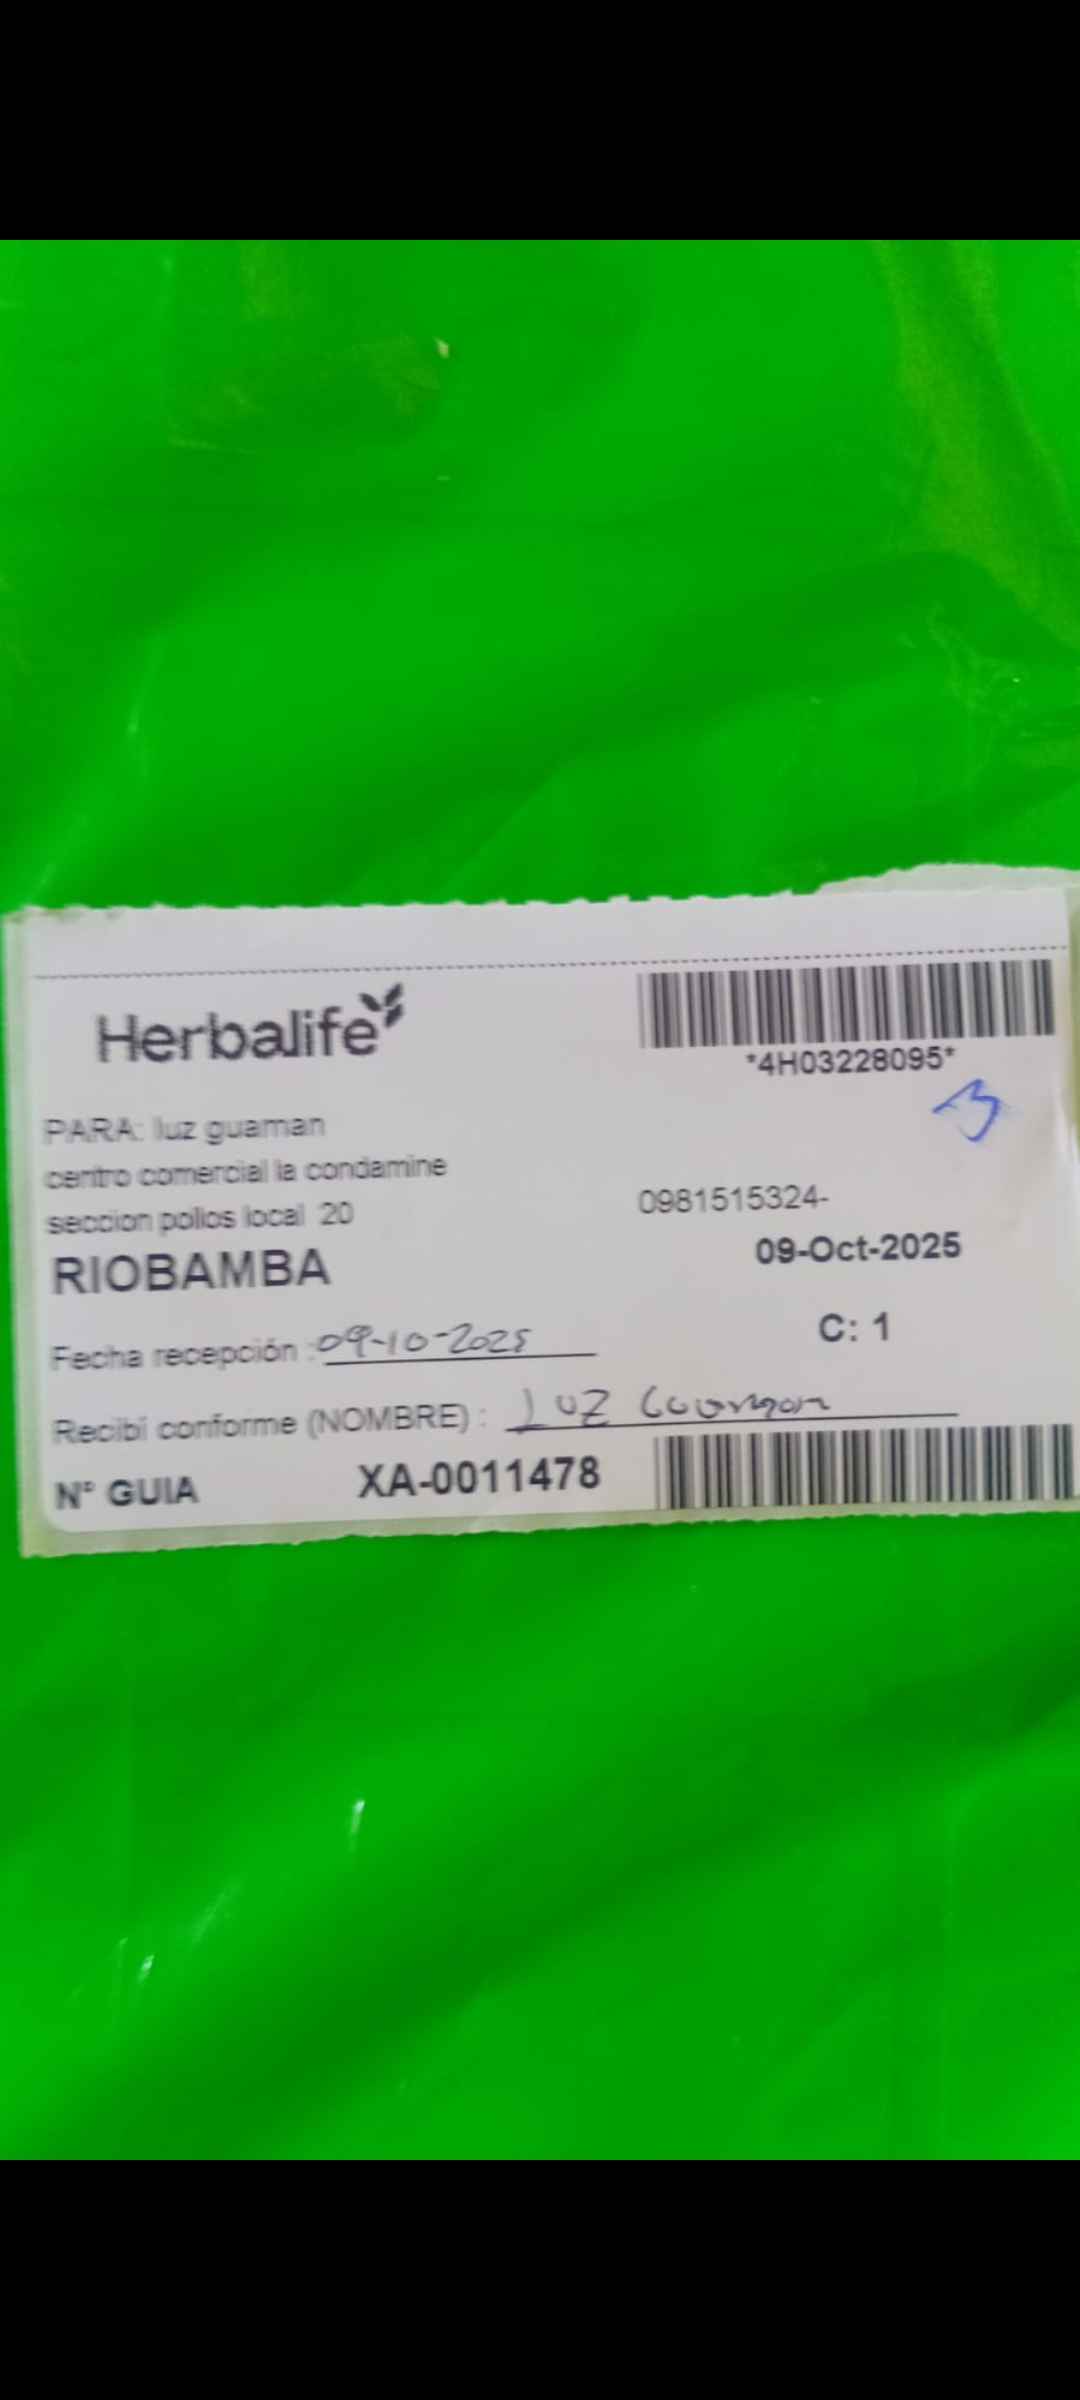 Herbalife
*4H03228095*
3
PARA: luz guaman
centro comercial la condamine
seccion pollos local 20
0981515324-
RIOBAMBA
09-Oct-2025
C: 1
Fecha recepción : 09-10-2025
Recibí conforme (NOMBRE) : Luz Guaman
N° GUIA XA-0011478